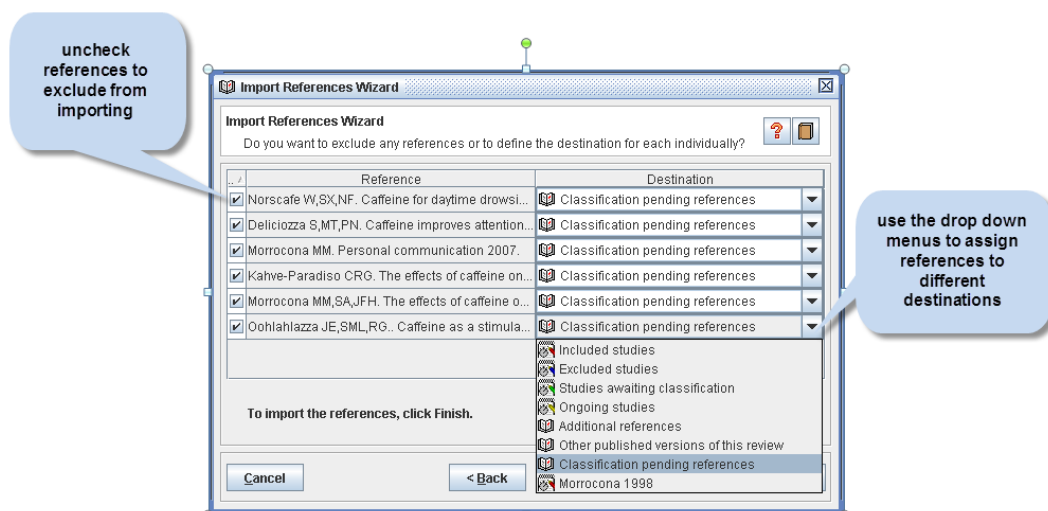 uncheck
references to
exclude from
importing
Import References Wizard
Import References Wizard
Do you want to exclude any references or to define the destination for each individually?
.. Reference Destination
Norscafe W,SX,NF. Caffeine for daytime drowsi... Classification pending references
Deliciozza S,MT,PN. Caffeine improves attention... Classification pending references
Morrocona MM. Personal communication 2007. Classification pending references
Kahve-Paradiso CRG. The effects of caffeine on... Classification pending references
Morrocona MM,SA,JFH. The effects of caffeine o... Classification pending references
Oohlahlazza JE,SML,RG.. Caffeine as a stimula... Classification pending references
use the drop down
menus to assign
references to
different
destinations
Included studies
Excluded studies
Studies awaiting classification
Ongoing studies
Additional references
Other published versions of this review
Classification pending references
Morrocona 1998
To import the references, click Finish.
Cancel
< Back